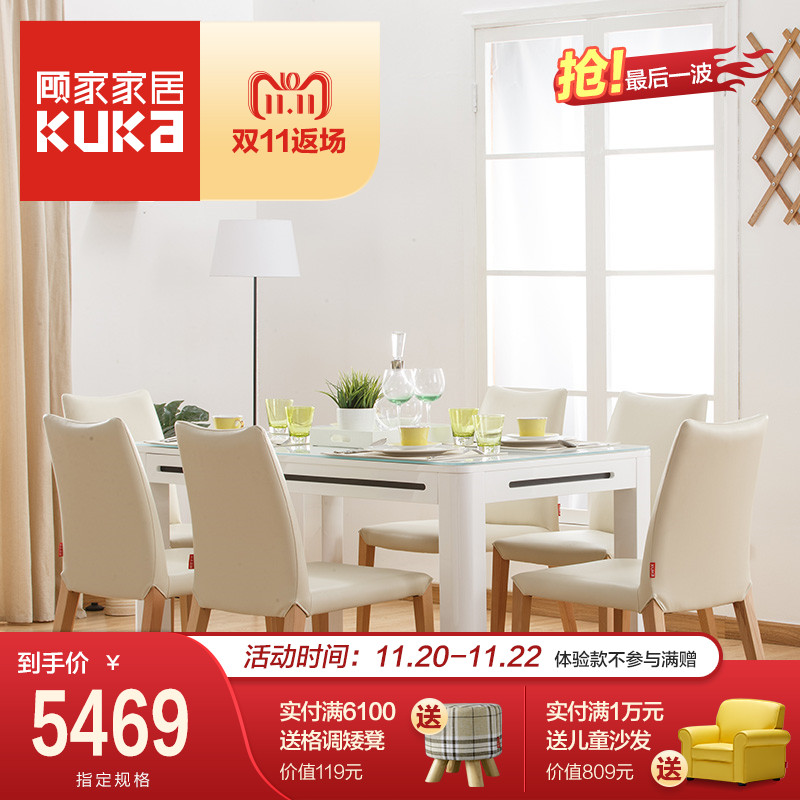 顾家家居
KUKa
11.11
双11返场
抢!最后一波
活动时间：11.20-11.22 体验款不参与满赠
到手价 ￥
5469
指定规格
实付满6100
送格调矮凳
价值119元
送
实付满1万元
送儿童沙发
价值809元
送